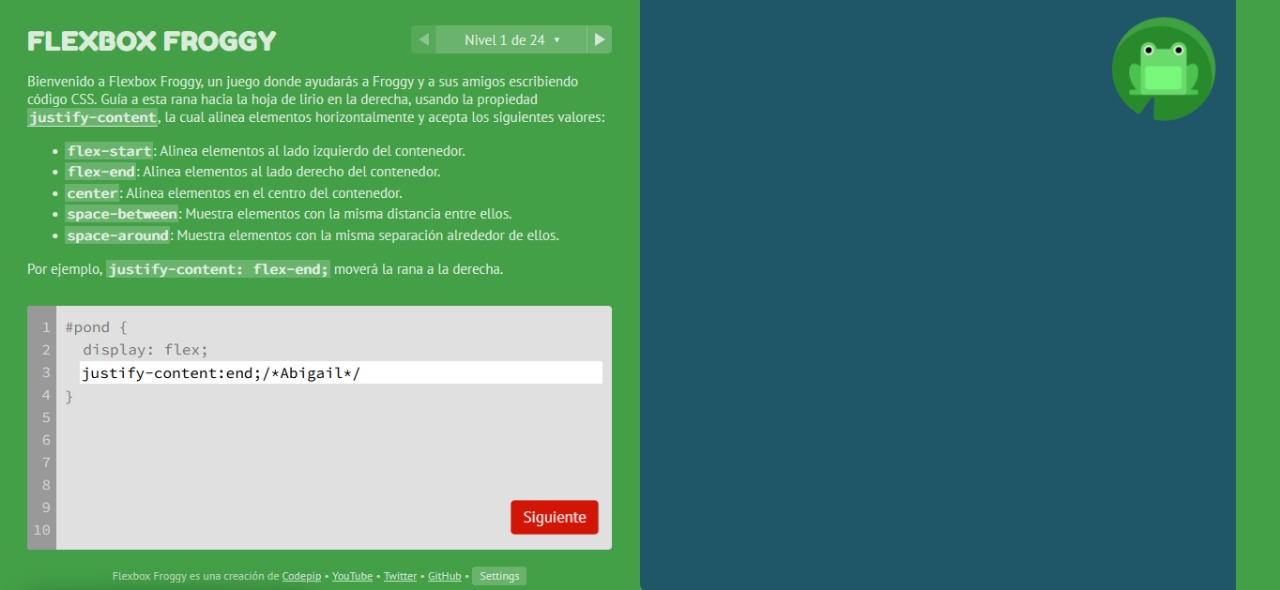 FLEXBOX FROGGY
Nivel 1 de 24
Bienvenido a Flexbox Froggy, un juego donde ayudarás a Froggy y a sus amigos escribiendo
código CSS. Guía a esta rana hacia la hoja de lirio en la derecha, usando la propiedad
justify-content, la cual alinea elementos horizontalmente y acepta los siguientes valores:
• flex-start: Alinea elementos al lado izquierdo del contenedor.
• flex-end: Alinea elementos al lado derecho del contenedor.
• center: Alinea elementos en el centro del contenedor.
• space-between: Muestra elementos con la misma distancia entre ellos.
• space-around: Muestra elementos con la misma separación alrededor de ellos.
Por ejemplo, justify-content: flex-end; moverá la rana a la derecha.
1 #pond {
2 display: flex;
3 justify-content:end;/*Abigail*/
4 }
5
6
7
8
9
10
Siguiente
Flexbox Froggy es una creación de Codepip • YouTube • Twitter • GitHub • Settings